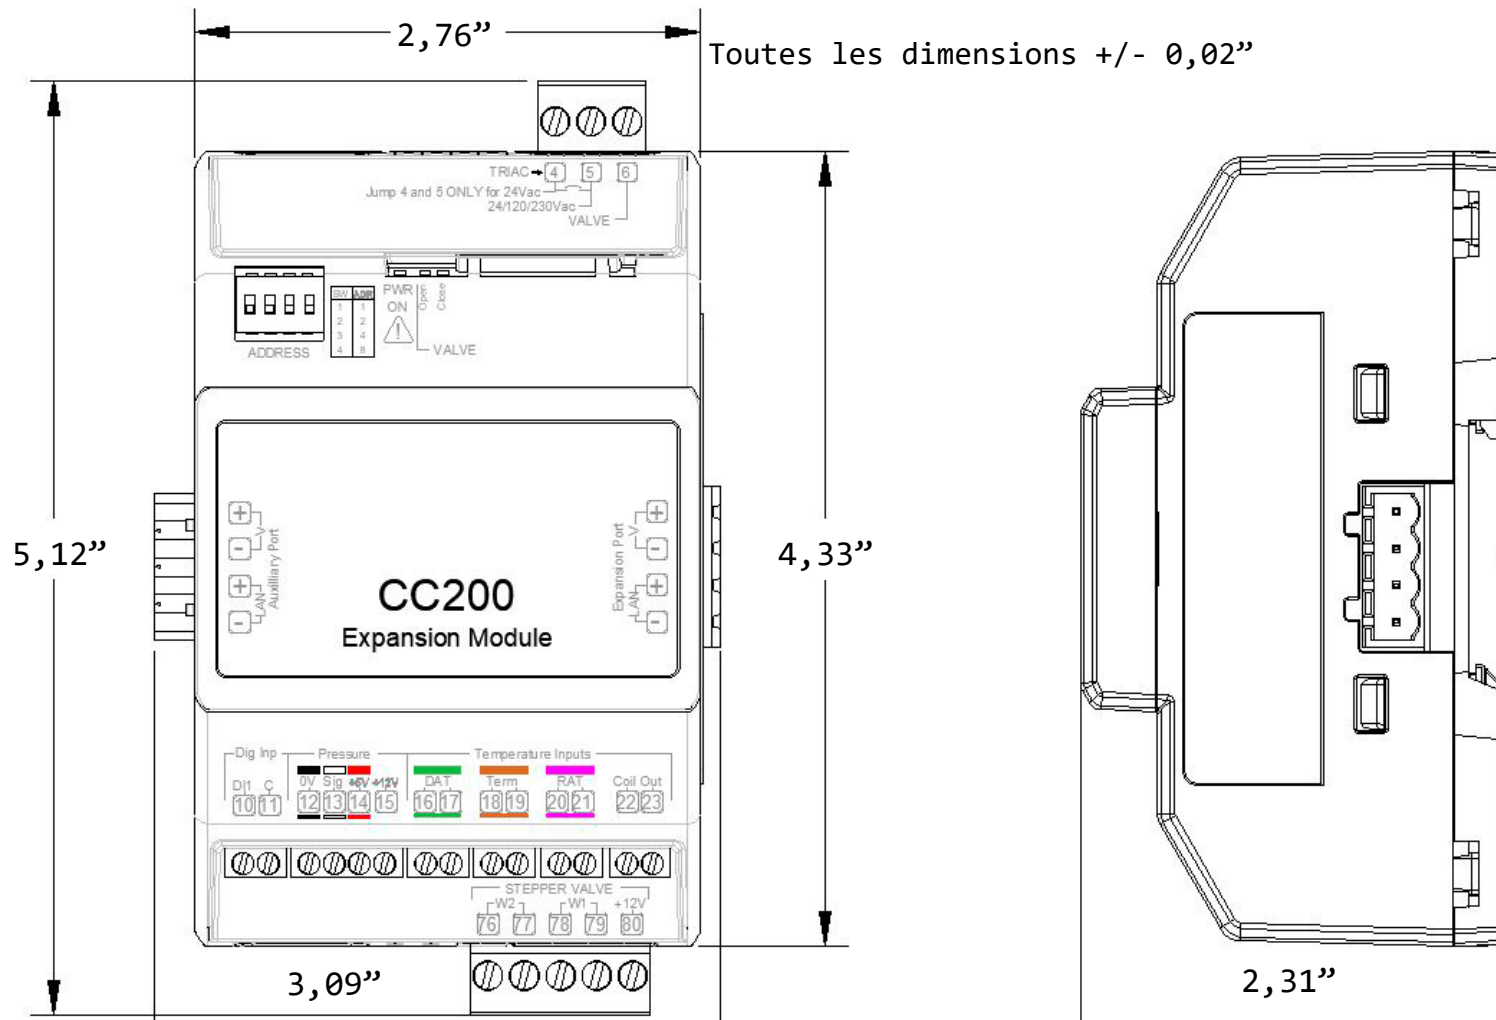 2,76”
Toutes les dimensions +/- 0,02”
TRIAC 4 5 6
Jump 4 and 5 ONLY for 24Vac
24/120/230Vac
VALVE
SW ADR
1 1
2 2
3 4
4 8
PWR
ON
Open
Close
VALVE
ADDRESS
5,12”
4,33”
+
-
+
-
V
LAN
Auxilliary Port
Expansion Port
V
LAN
+
-
+
-
CC200
Expansion Module
Dig Inp Pressure Temperature Inputs
DI1 C 0V Sig +5V +12V DAT Term RAT Coil Out
10 11 12 13 14 15 16 17 18 19 20 21 22 23
STEPPER VALVE
W2 W1 +12V
76 77 78 79 80
3,09”
2,31”